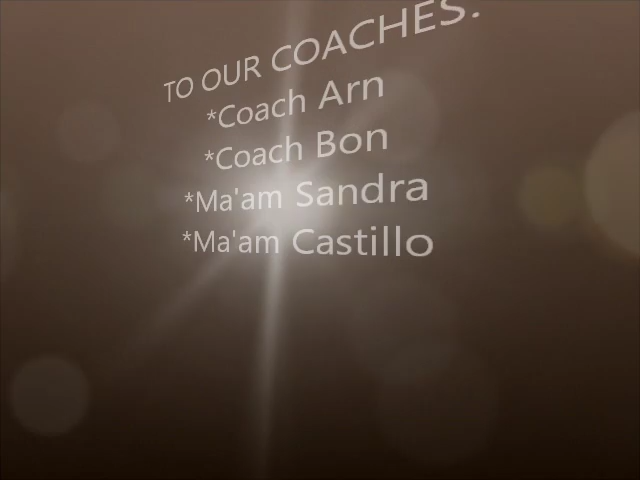 TO OUR COACHES.
*Coach Arn
*Coach Bon
*Ma'am Sandra
*Ma'am Castillo